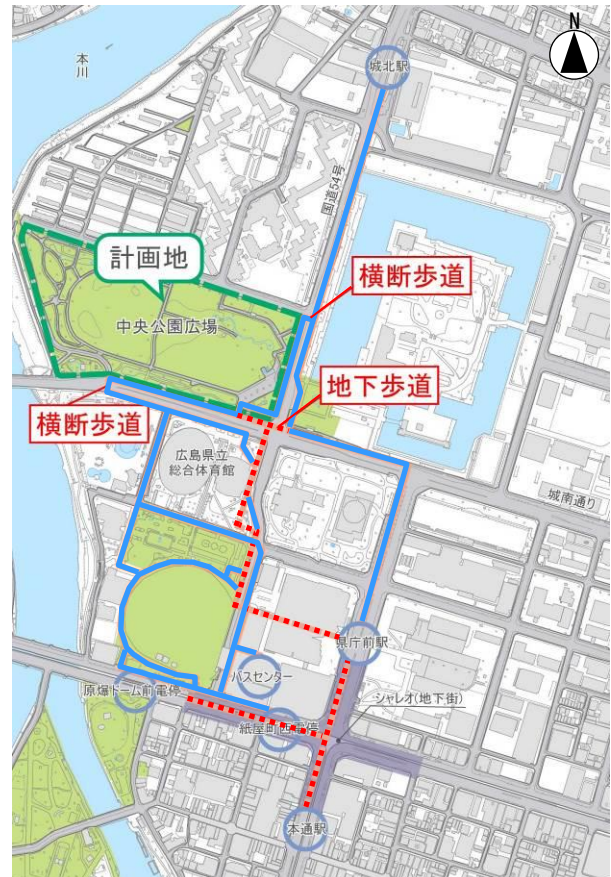 N
本川
城北駅
国道54号
計画地
横断歩道
中央公園広場
地下歩道
横断歩道
広島県立
総合体育館
城南通り
県庁前駅
バスセンター
原爆ドーム前電停
シャレオ(地下街)
紙屋町西電停
本通駅